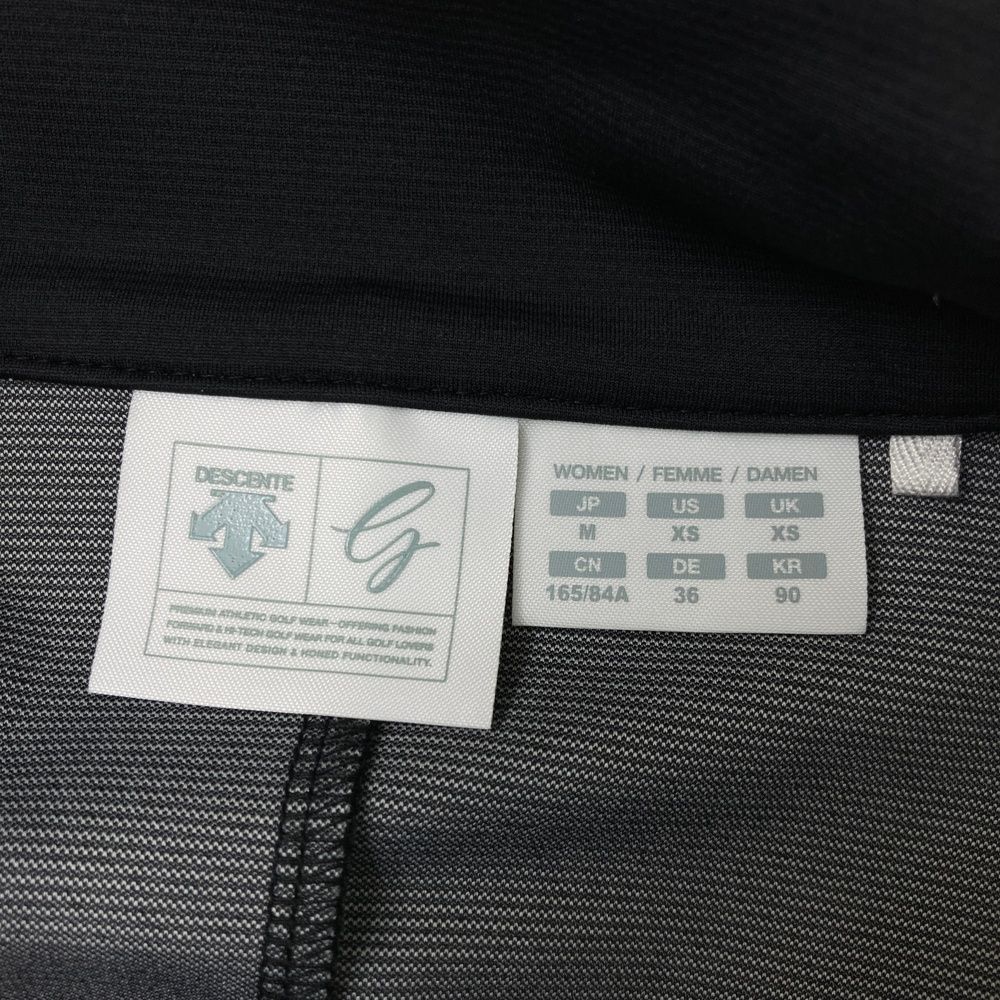 DESCENTE
G
PREMIUM ATHLETIC GOLF WEAR—OFFERING FASHION
FORWARD & HI-TECH GOLF WEAR FOR ALL GOLF LOVERS
WITH ELEGANT DESIGN & HONED FUNCTIONALITY.
WOMEN / FEMME / DAMEN
JP US UK
M XS XS
CN DE KR
165/84A 36 90